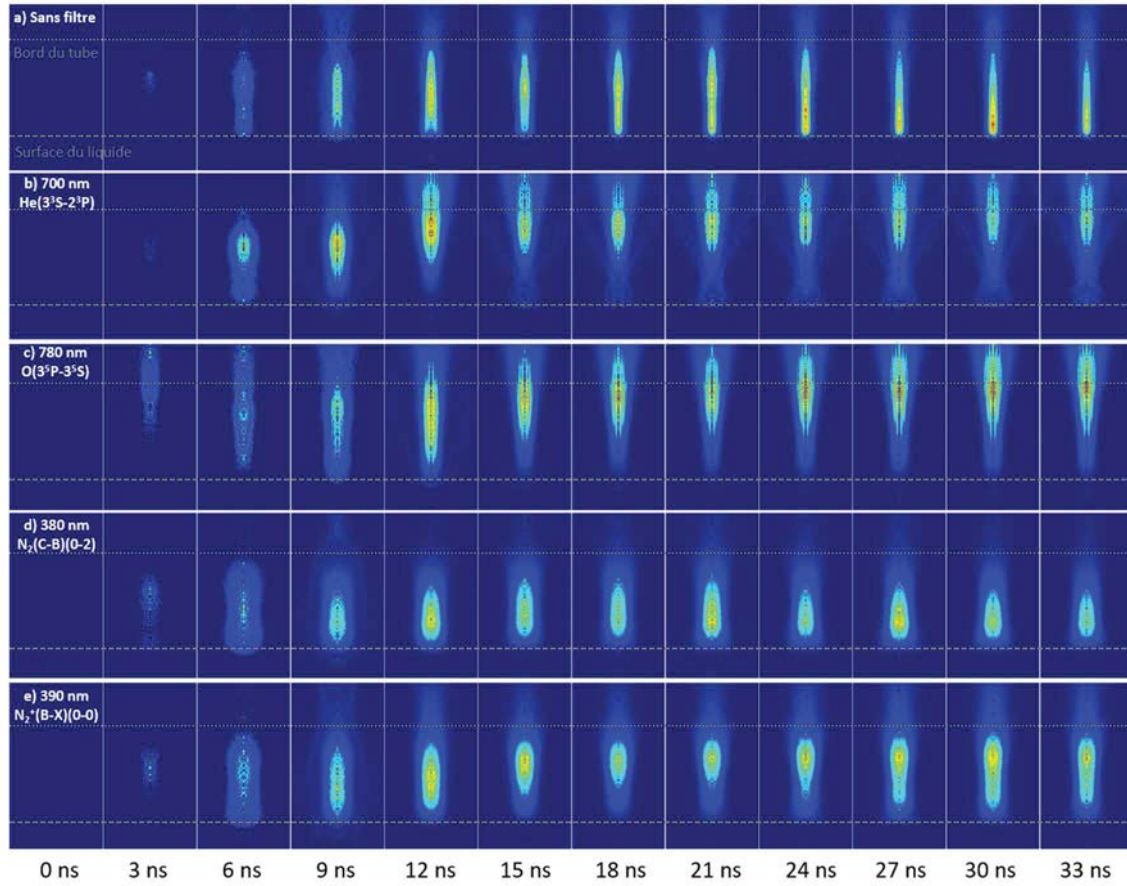 a) Sans filtre
Bord du tube
Surface du liquide
b) 700 nm
He(3³S-2³P)
c) 780 nm
O(3⁵P-3⁵S)
d) 380 nm
N₂(C-B)(0-2)
e) 390 nm
N₂⁺(B-X)(0-0)
0 ns 3 ns 6 ns 9 ns 12 ns 15 ns 18 ns 21 ns 24 ns 27 ns 30 ns 33 ns